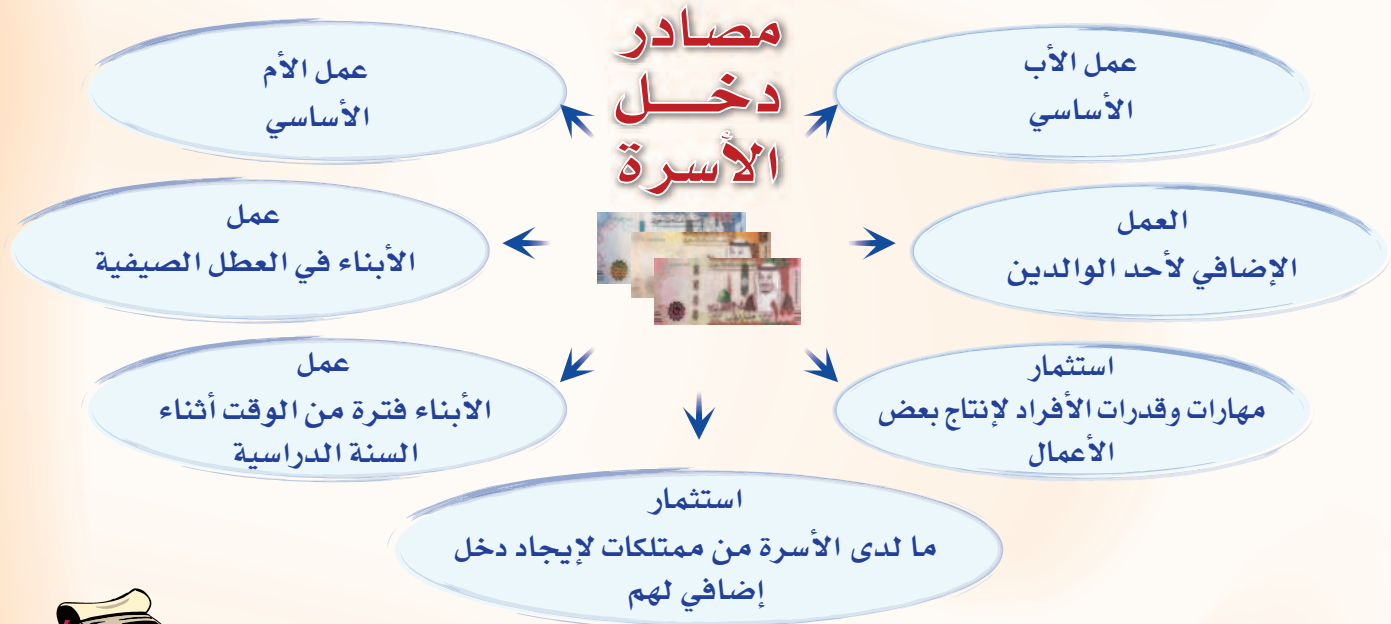 مصادر
دخل
الأسرة
عمل الأب
الأساسي
عمل الأم
الأساسي
العمل
الإضافي لأحد الوالدين
عمل
الأبناء في العطل الصيفية
استثمار
مهارات وقدرات الأفراد لإنتاج بعض
الأعمال
عمل
الأبناء فترة من الوقت أثناء
السنة الدراسية
استثمار
ما لدى الأسرة من ممتلكات لإيجاد دخل
إضافي لهم